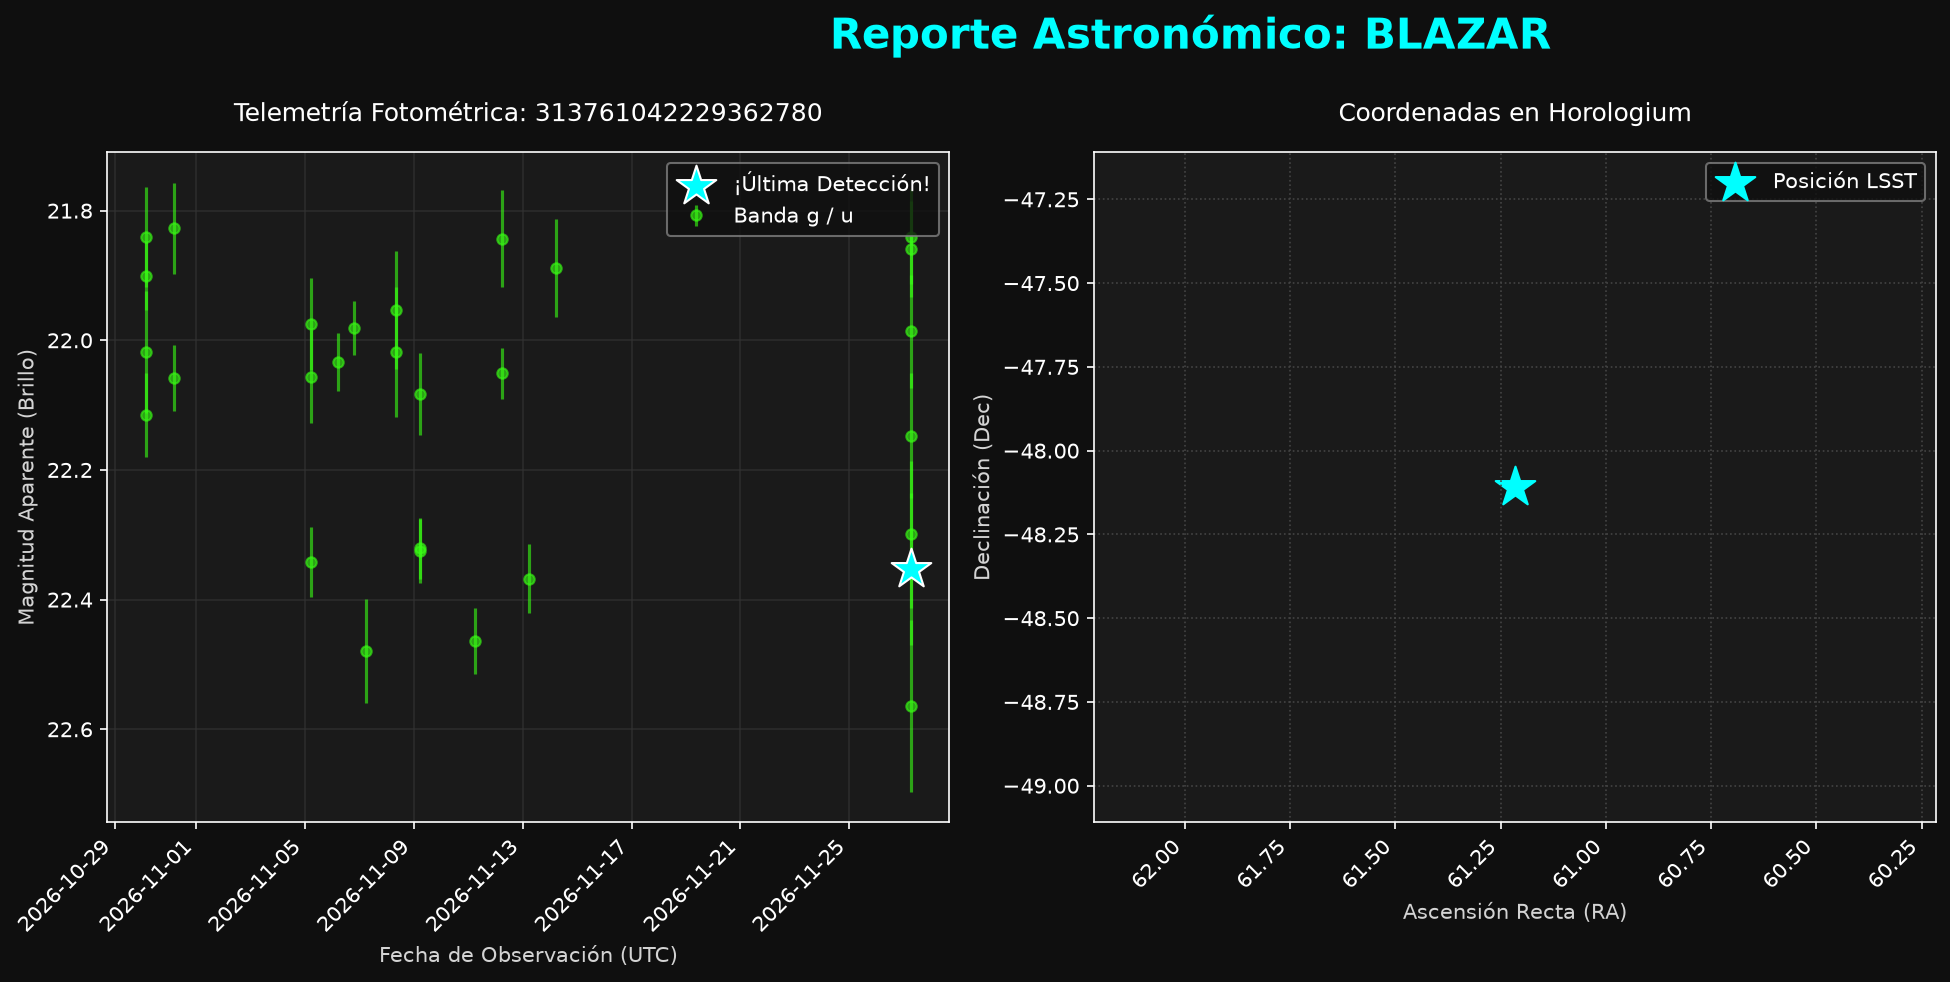 Reporte Astronómico: BLAZAR
Telemetría Fotométrica: 313761042229362780
¡Última Detección!
Banda g / u
Magnitud Aparente (Brillo)
21.8
22.0
22.2
22.4
22.6
2026-10-29
2026-11-01
2026-11-05
2026-11-09
2026-11-13
2026-11-17
2026-11-21
2026-11-25
Fecha de Observación (UTC)
Coordenadas en Horologium
Posición LSST
Declinación (Dec)
−47.25
−47.50
−47.75
−48.00
−48.25
−48.50
−48.75
−49.00
62.00
61.75
61.50
61.25
61.00
60.75
60.50
60.25
Ascensión Recta (RA)